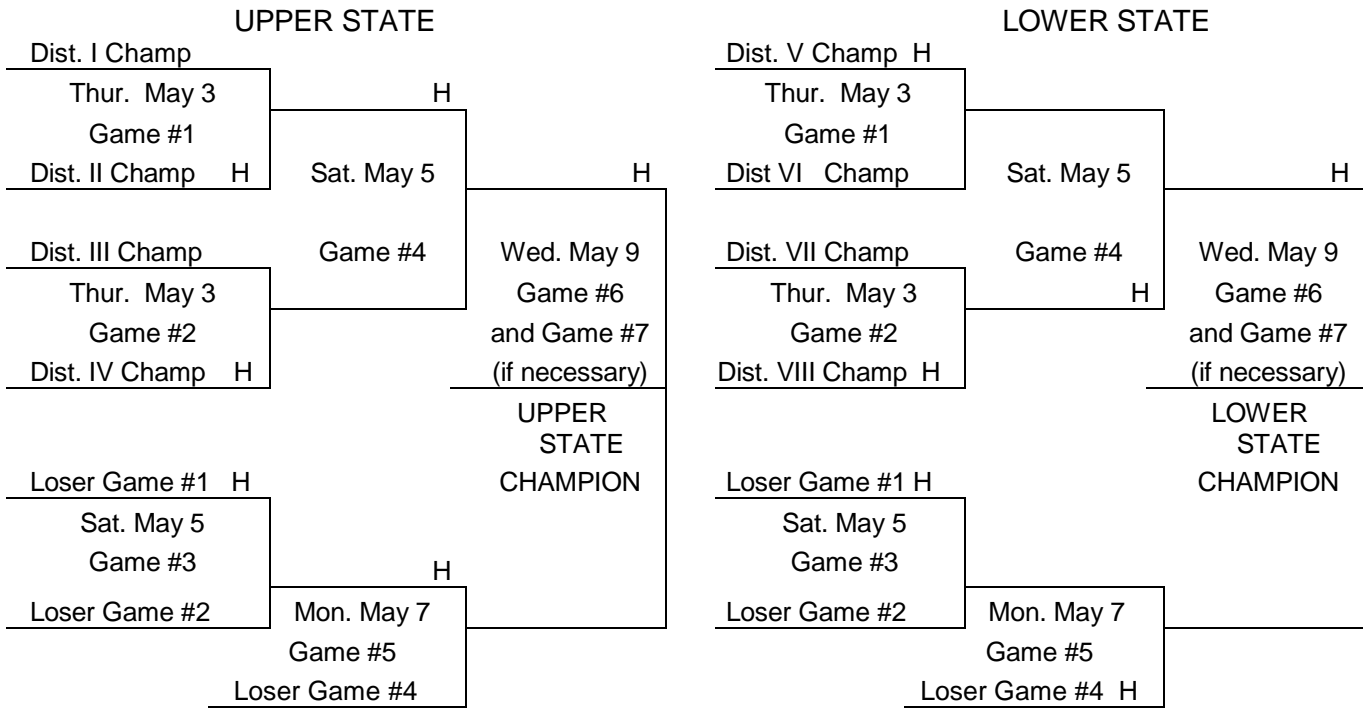 UPPER STATE
Dist. I Champ
Thur. May 3
H
Game #1
Dist. II Champ H
Sat. May 5
H
Dist. III Champ
Game #4
Wed. May 9
Thur. May 3
Game #6
Game #2
and Game #7
Dist. IV Champ H
(if necessary)
UPPER
STATE
Loser Game #1 H
CHAMPION
Sat. May 5
Game #3
H
Loser Game #2
Mon. May 7
Game #5
Loser Game #4
LOWER STATE
Dist. V Champ H
Thur. May 3
Game #1
Dist VI Champ
Sat. May 5
H
Dist. VII Champ
Game #4
Wed. May 9
Thur. May 3
H
Game #6
Game #2
and Game #7
Dist. VIII Champ H
(if necessary)
LOWER
STATE
Loser Game #1 H
CHAMPION
Sat. May 5
Game #3
Loser Game #2
Mon. May 7
Game #5
Loser Game #4 H